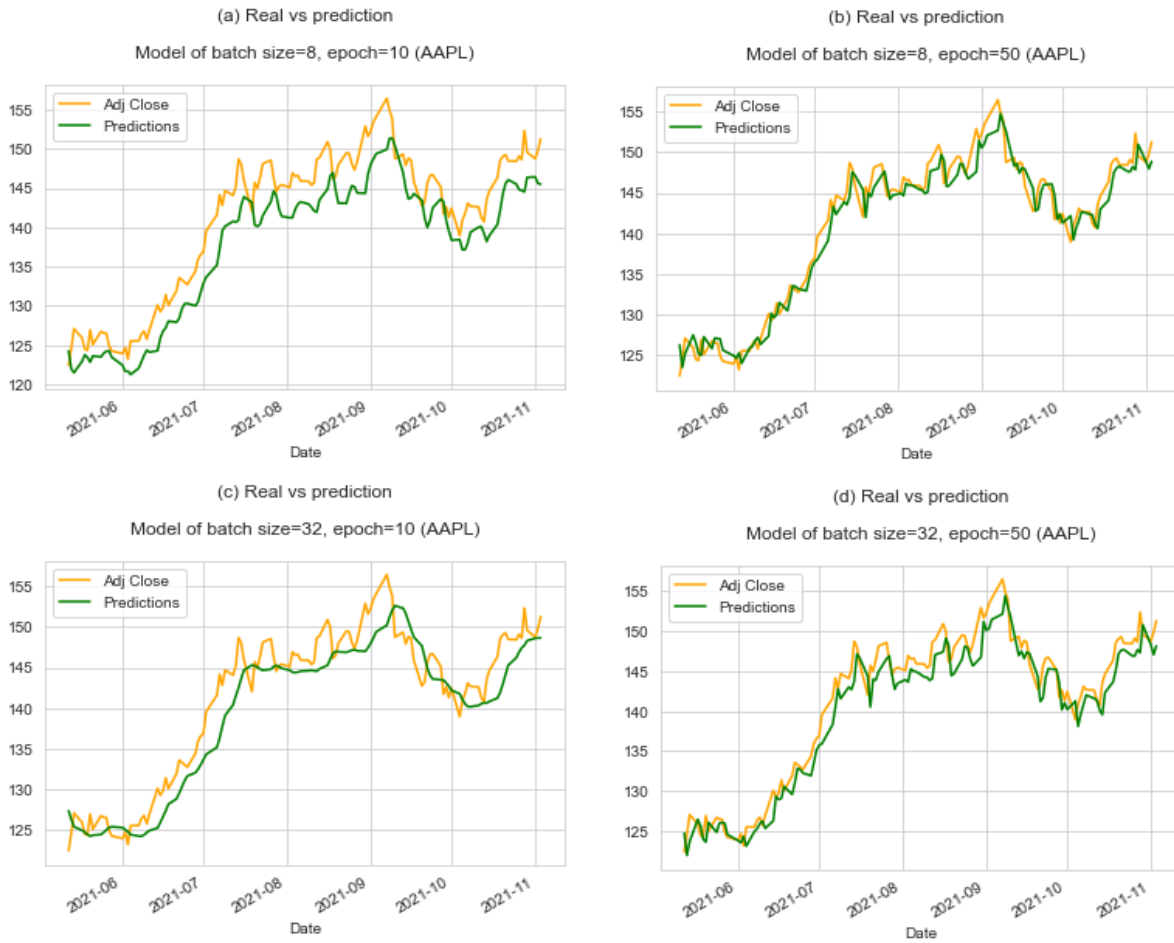 (a) Real vs prediction
Model of batch size=8, epoch=10 (AAPL)
Adj Close
Predictions
155
150
145
140
135
130
125
120
2021-06
2021-07
2021-08
2021-09
2021-10
2021-11
Date
(b) Real vs prediction
Model of batch size=8, epoch=50 (AAPL)
Adj Close
Predictions
155
150
145
140
135
130
125
2021-06
2021-07
2021-08
2021-09
2021-10
2021-11
Date
(c) Real vs prediction
Model of batch size=32, epoch=10 (AAPL)
Adj Close
Predictions
155
150
145
140
135
130
125
2021-06
2021-07
2021-08
2021-09
2021-10
2021-11
Date
(d) Real vs prediction
Model of batch size=32, epoch=50 (AAPL)
Adj Close
Predictions
155
150
145
140
135
130
125
2021-06
2021-07
2021-08
2021-09
2021-10
2021-11
Date